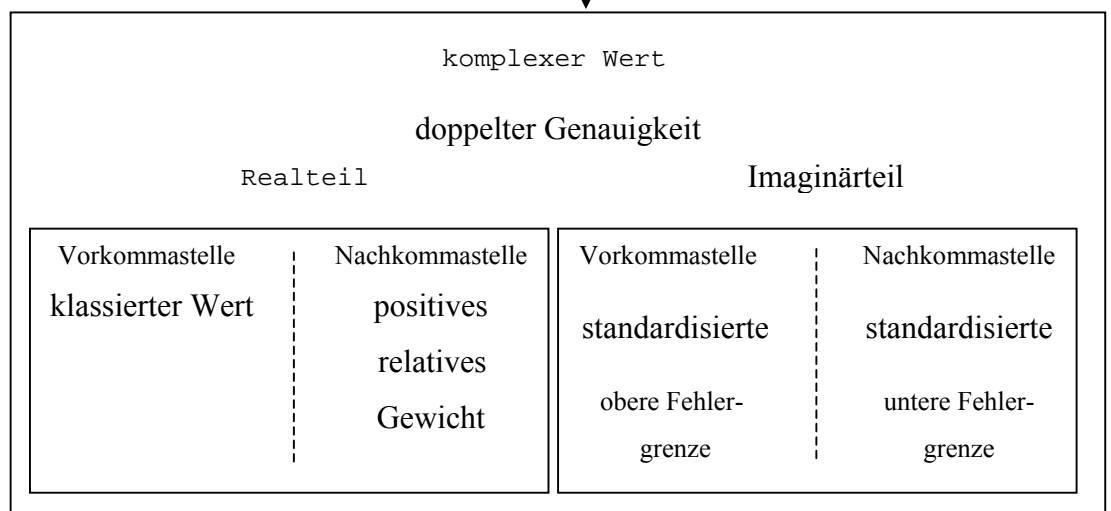 komplexer Wert
doppelter Genauigkeit
Realteil
Imaginärteil
Vorkommastelle
klassierter Wert
Nachkommastelle
positives
relatives
Gewicht
Vorkommastelle
standardisierte
obere Fehler-
grenze
Nachkommastelle
standardisierte
untere Fehler-
grenze